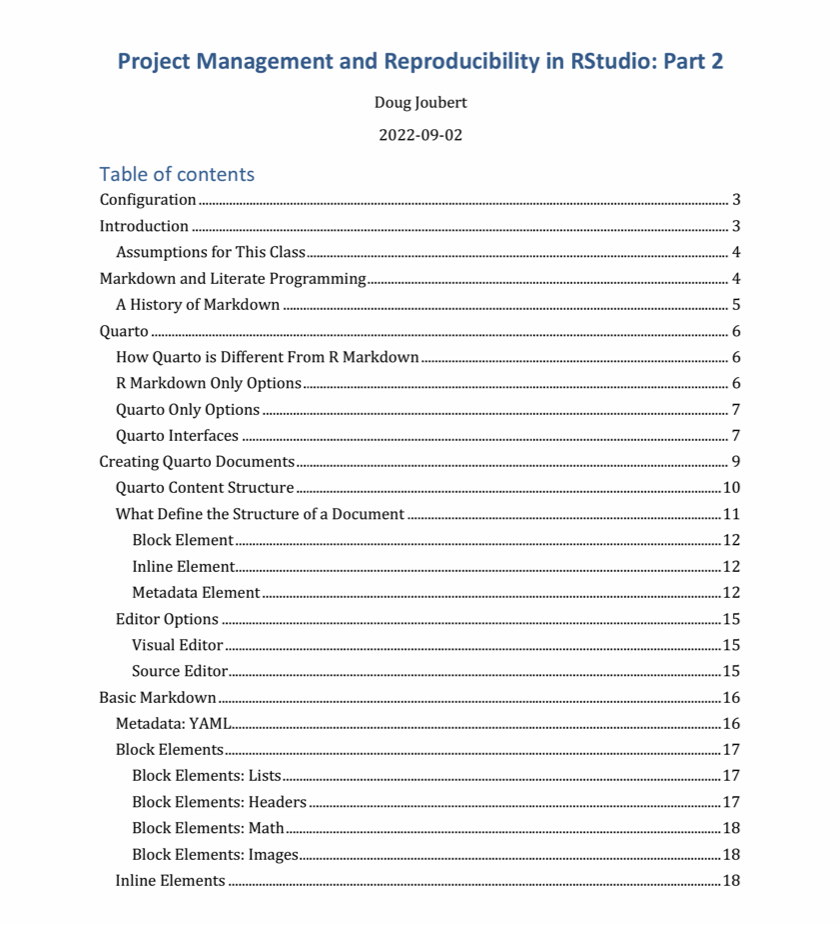 Project Management and Reproducibility in RStudio: Part 2
Doug Joubert
2022-09-02
Table of contents
Configuration 3
Introduction 3
Assumptions for This Class 4
Markdown and Literate Programming 4
A History of Markdown 5
Quarto 6
How Quarto is Different From R Markdown 6
R Markdown Only Options 6
Quarto Only Options 7
Quarto Interfaces 7
Creating Quarto Documents 9
Quarto Content Structure 10
What Define the Structure of a Document 11
Block Element 12
Inline Element 12
Metadata Element 12
Editor Options 15
Visual Editor 15
Source Editor 15
Basic Markdown 16
Metadata: YAML 16
Block Elements 17
Block Elements: Lists 17
Block Elements: Headers 17
Block Elements: Math 18
Block Elements: Images 18
Inline Elements 18